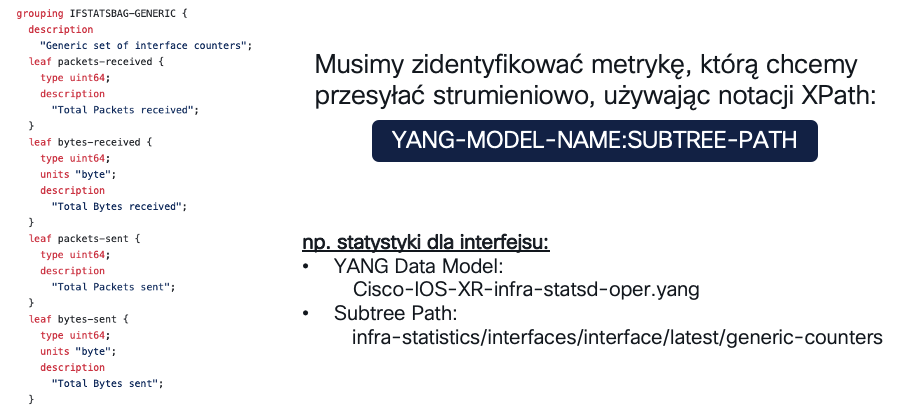 grouping IFSTATSBAG-GENERIC {
description
"Generic set of interface counters";
leaf packets-received {
type uint64;
description
"Total Packets received";
}
leaf bytes-received {
type uint64;
units "byte";
description
"Total Bytes received";
}
leaf packets-sent {
type uint64;
description
"Total Packets sent";
}
leaf bytes-sent {
type uint64;
units "byte";
description
"Total Bytes sent";
}
Musimy zidentyfikować metrykę, którą chcemy
przesyłać strumieniowo, używając notacji XPath:
YANG-MODEL-NAME:SUBTREE-PATH
np. statystyki dla interfejsu:
• YANG Data Model:
Cisco-IOS-XR-infra-statsd-oper.yang
• Subtree Path:
infra-statistics/interfaces/interface/latest/generic-counters